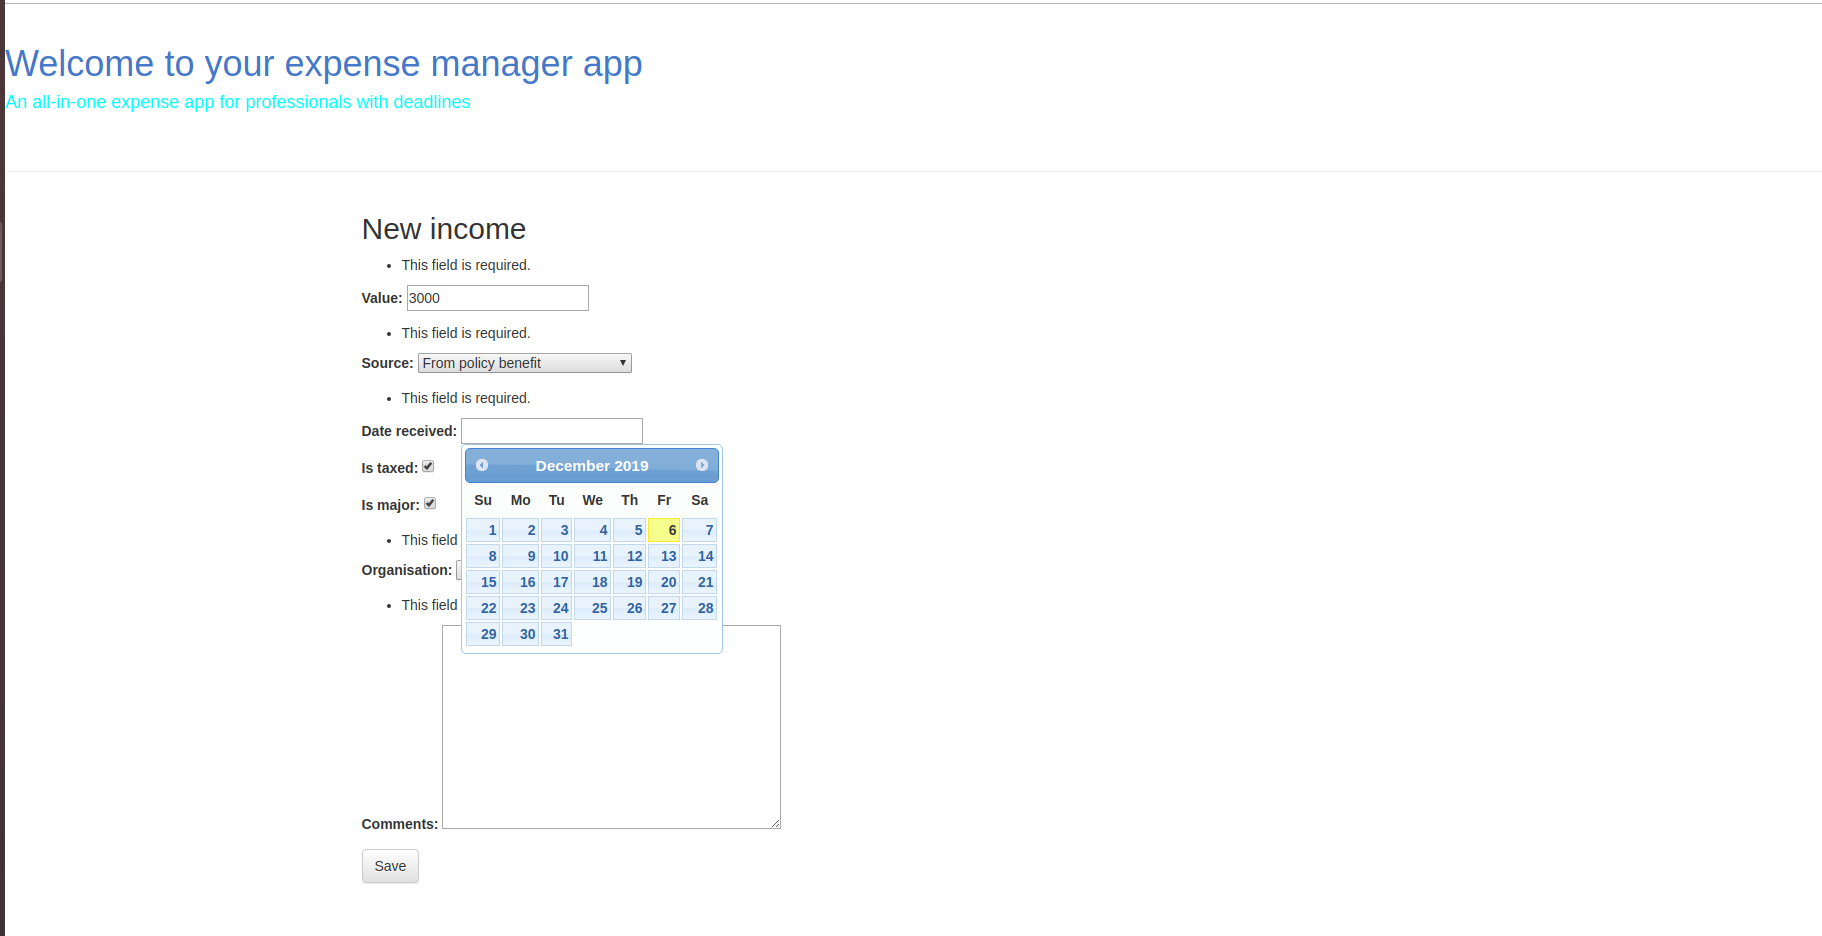 Welcome to your expense manager app
An all-in-one expense app for professionals with deadlines
New income
This field is required.
Value: 3000
This field is required.
Source: From policy benefit
This field is required.
Date received:
December 2019
Is taxed:
Su Mo Tu We Th Fr Sa
Is major:
1 2 3 4 5 6 7
This field
8 9 10 11 12 13 14
Organisation:
15 16 17 18 19 20 21
This field
22 23 24 25 26 27 28
29 30 31
Comments:
Save